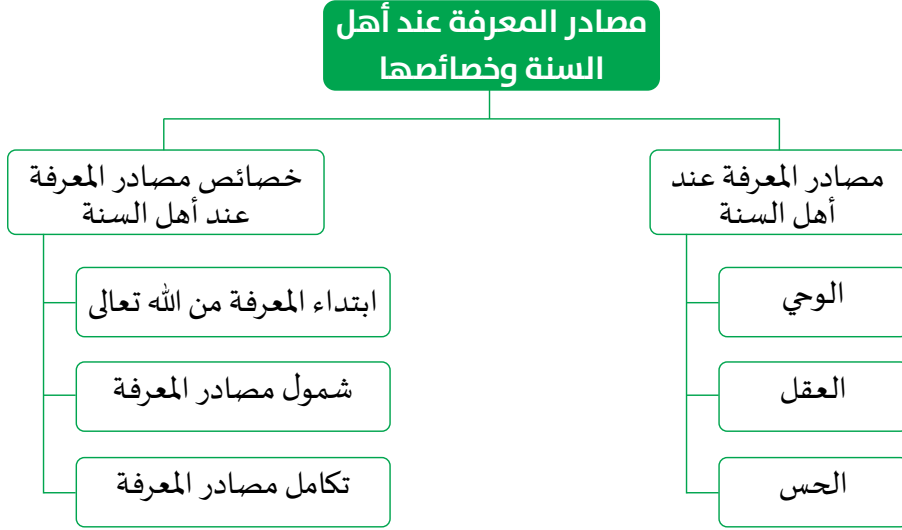 مصادر المعرفة عند أهل
السنة وخصائصها
مصادر المعرفة عند
أهل السنة
الوحي
العقل
الحس
خصائص مصادر المعرفة
عند أهل السنة
ابتداء المعرفة من الله تعالى
شمول مصادر المعرفة
تكامل مصادر المعرفة